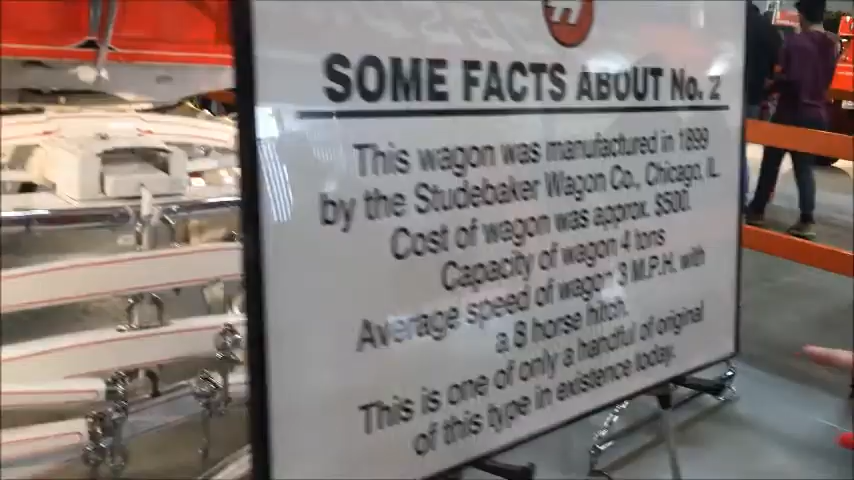 SOME FACTS ABOUT No. 2
This wagon was manufactured in 1899
by the Studebaker Wagon Co., Chicago, IL
Cost of wagon was approx. $500.
Capacity of wagon 4 tons
Average speed of wagon 3 M.P.H. with
a 8 horse hitch.
This is one of only a handful of original
of this type in existence today.